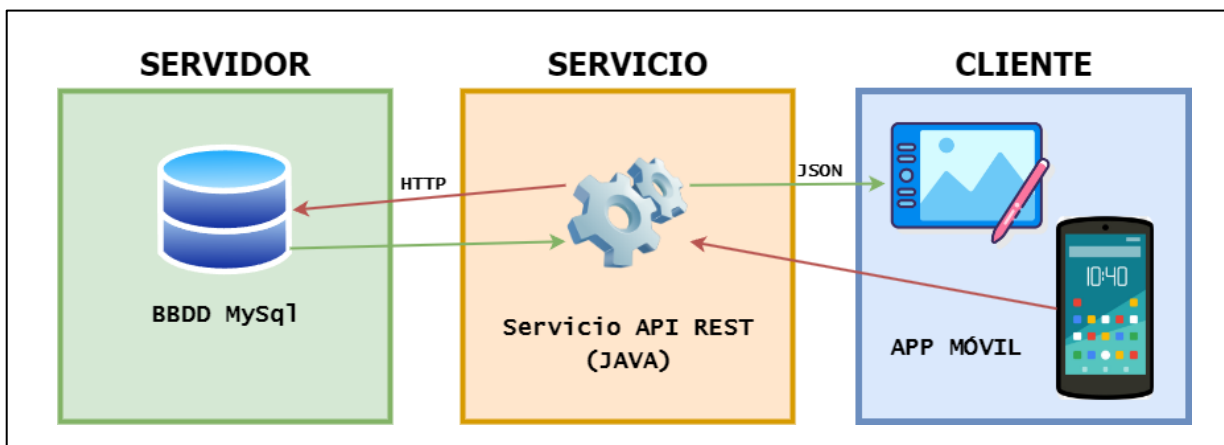 SERVIDOR
SERVICIO
CLIENTE
HTTP
JSON
10:40
BBDD MySql
Servicio API REST
(JAVA)
APP MÓVIL